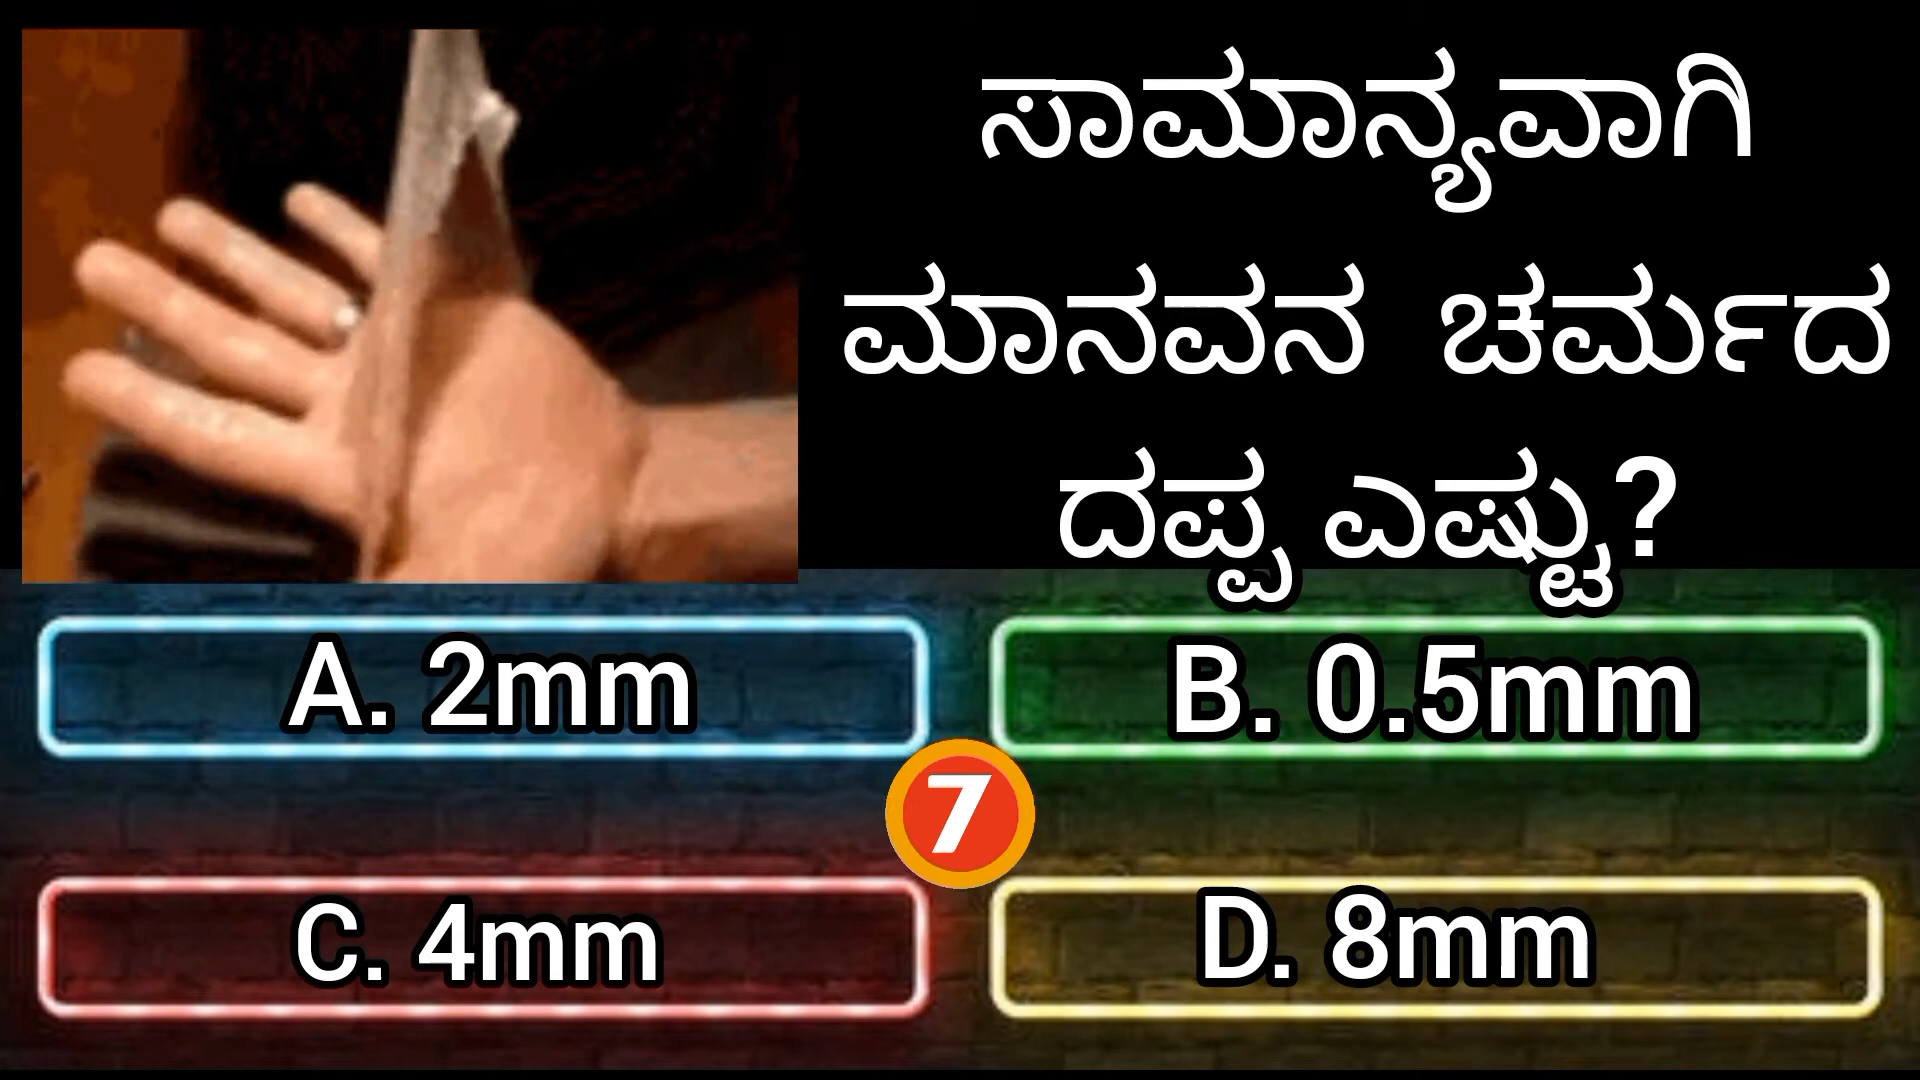 ಸಾಮಾನ್ಯವಾಗಿ
ಮಾನವನ ಚರ್ಮದ
ದಪ್ಪ ಎಷ್ಟು?
A. 2mm
B. 0.5mm
7
C. 4mm
D. 8mm